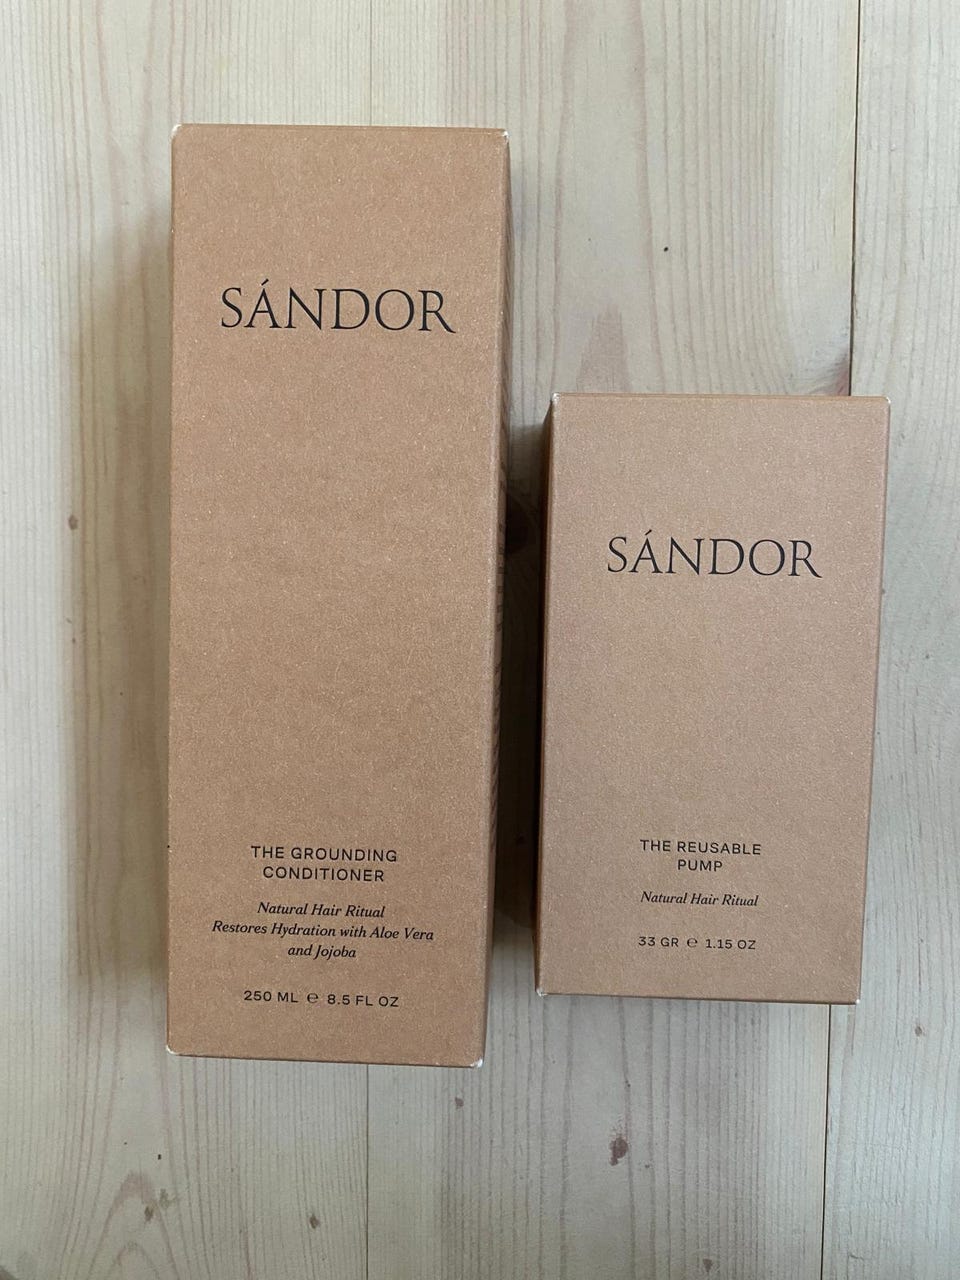 SÁNDOR
THE GROUNDING
CONDITIONER
Natural Hair Ritual
Restores Hydration with Aloe Vera
and Jojoba
250 ML ℮ 8.5 FL OZ
SÁNDOR
THE REUSABLE
PUMP
Natural Hair Ritual
33 GR ℮ 1.15 OZ